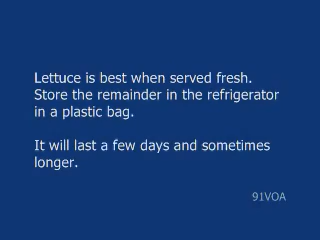 Lettuce is best when served fresh.
Store the remainder in the refrigerator
in a plastic bag.
It will last a few days and sometimes
longer.
91VOA